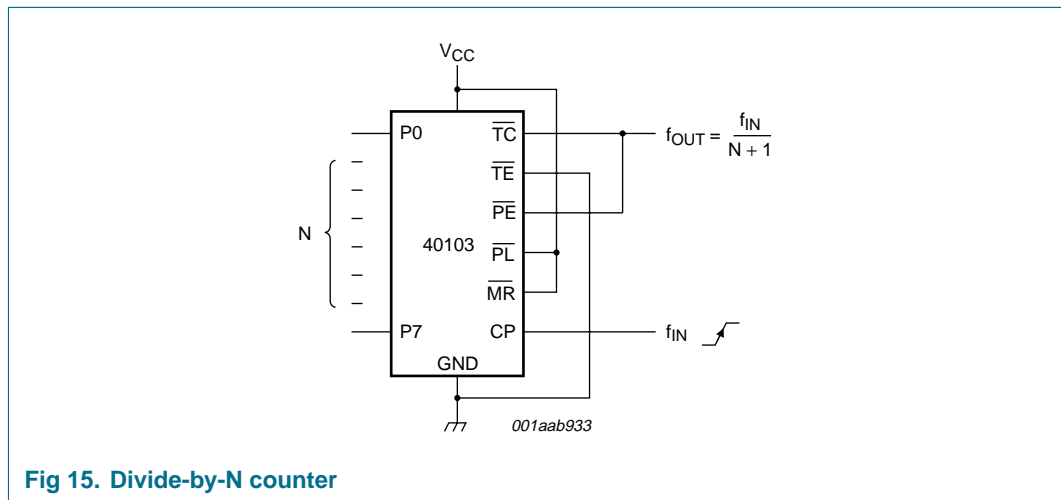 VCC
P0
TC
fOUT = fIN / N + 1
TE
PE
N
40103
PL
MR
P7
CP
fIN
GND
001aab933
Fig 15. Divide-by-N counter